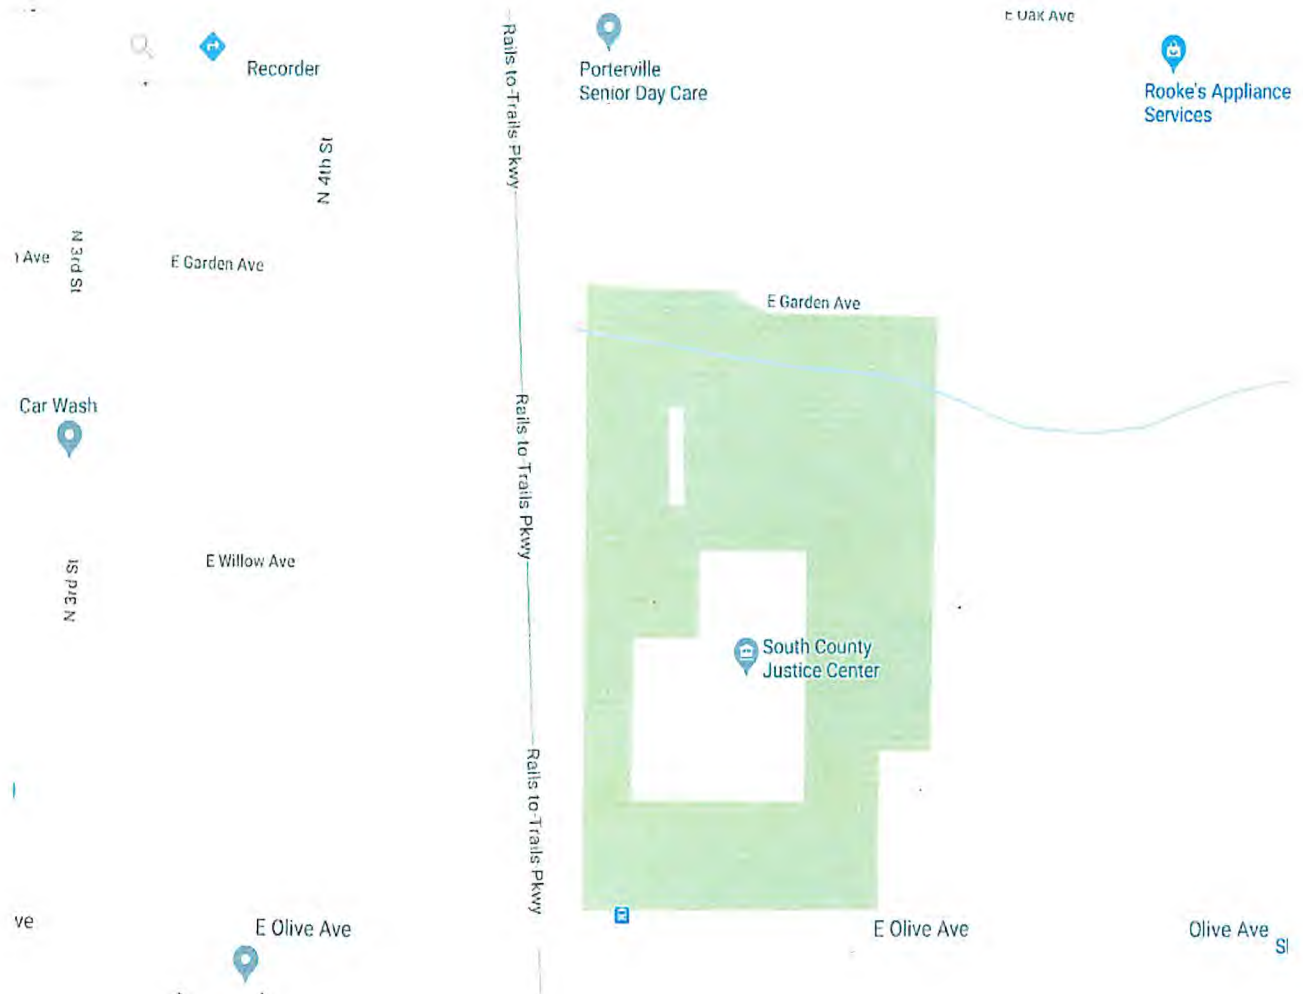 E Oak Ave
Recorder
Porterville
Senior Day Care
Rooke's Appliance
Services
Rails-to-Trails Pkwy
N 4th St
N 3rd St
Ave
E Garden Ave
E Garden Ave
Car Wash
Rails-to-Trails Pkwy
E Willow Ave
N 3rd St
South County
Justice Center
Rails-to-Trails Pkwy
ve
E Olive Ave
E Olive Ave
Olive Ave
Sl